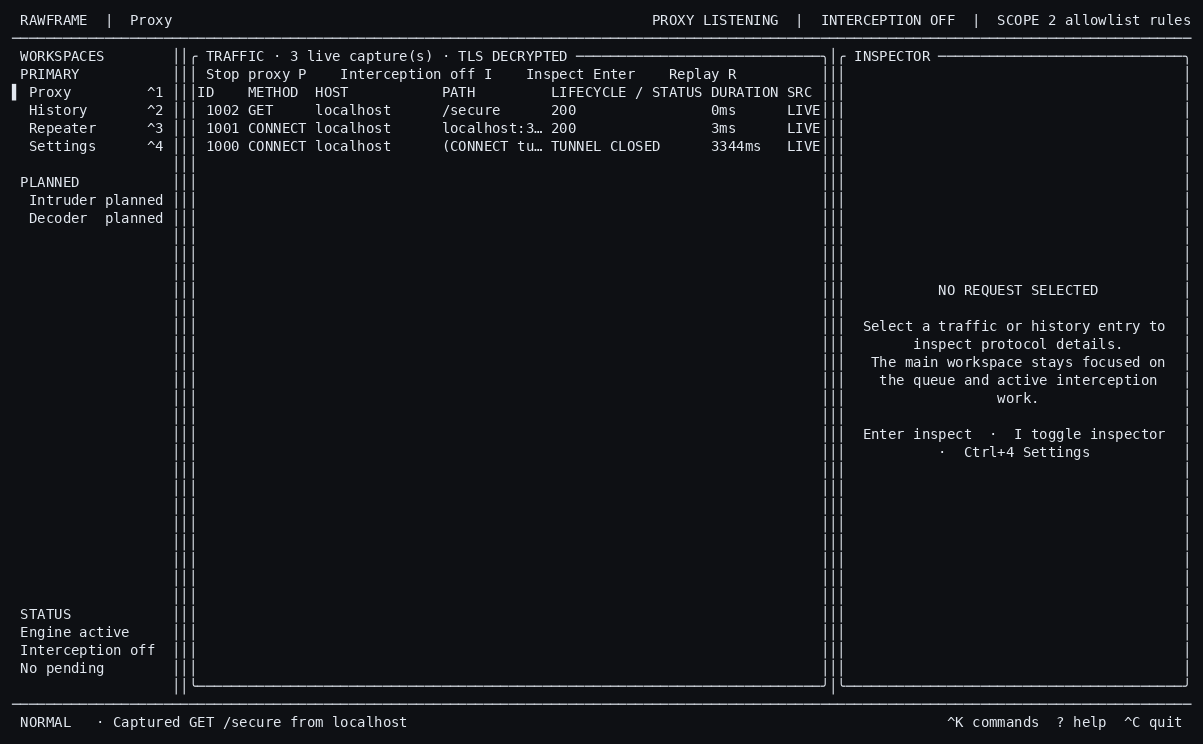 RAWFRAME | Proxy PROXY LISTENING | INTERCEPTION OFF | SCOPE 2 allowlist rules
WORKSPACES
PRIMARY
Proxy ^1
History ^2
Repeater ^3
Settings ^4
PLANNED
Intruder planned
Decoder planned
STATUS
Engine active
Interception off
No pending
TRAFFIC · 3 live capture(s) · TLS DECRYPTED
Stop proxy P Interception off I Inspect Enter Replay R
ID METHOD HOST PATH LIFECYCLE / STATUS DURATION SRC
1002 GET localhost /secure 200 0ms LIVE
1001 CONNECT localhost localhost:3… 200 3ms LIVE
1000 CONNECT localhost (CONNECT tu… TUNNEL CLOSED 3344ms LIVE
INSPECTOR
NO REQUEST SELECTED
Select a traffic or history entry to
inspect protocol details.
The main workspace stays focused on
the queue and active interception
work.
Enter inspect · I toggle inspector
· Ctrl+4 Settings
NORMAL · Captured GET /secure from localhost ^K commands ? help ^C quit